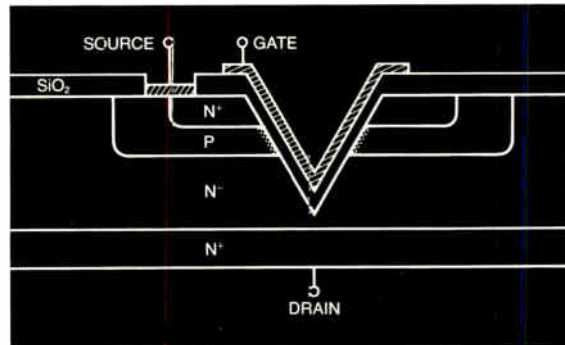 SOURCE GATE
SiO₂
N⁺
P
N⁻
N⁺
DRAIN